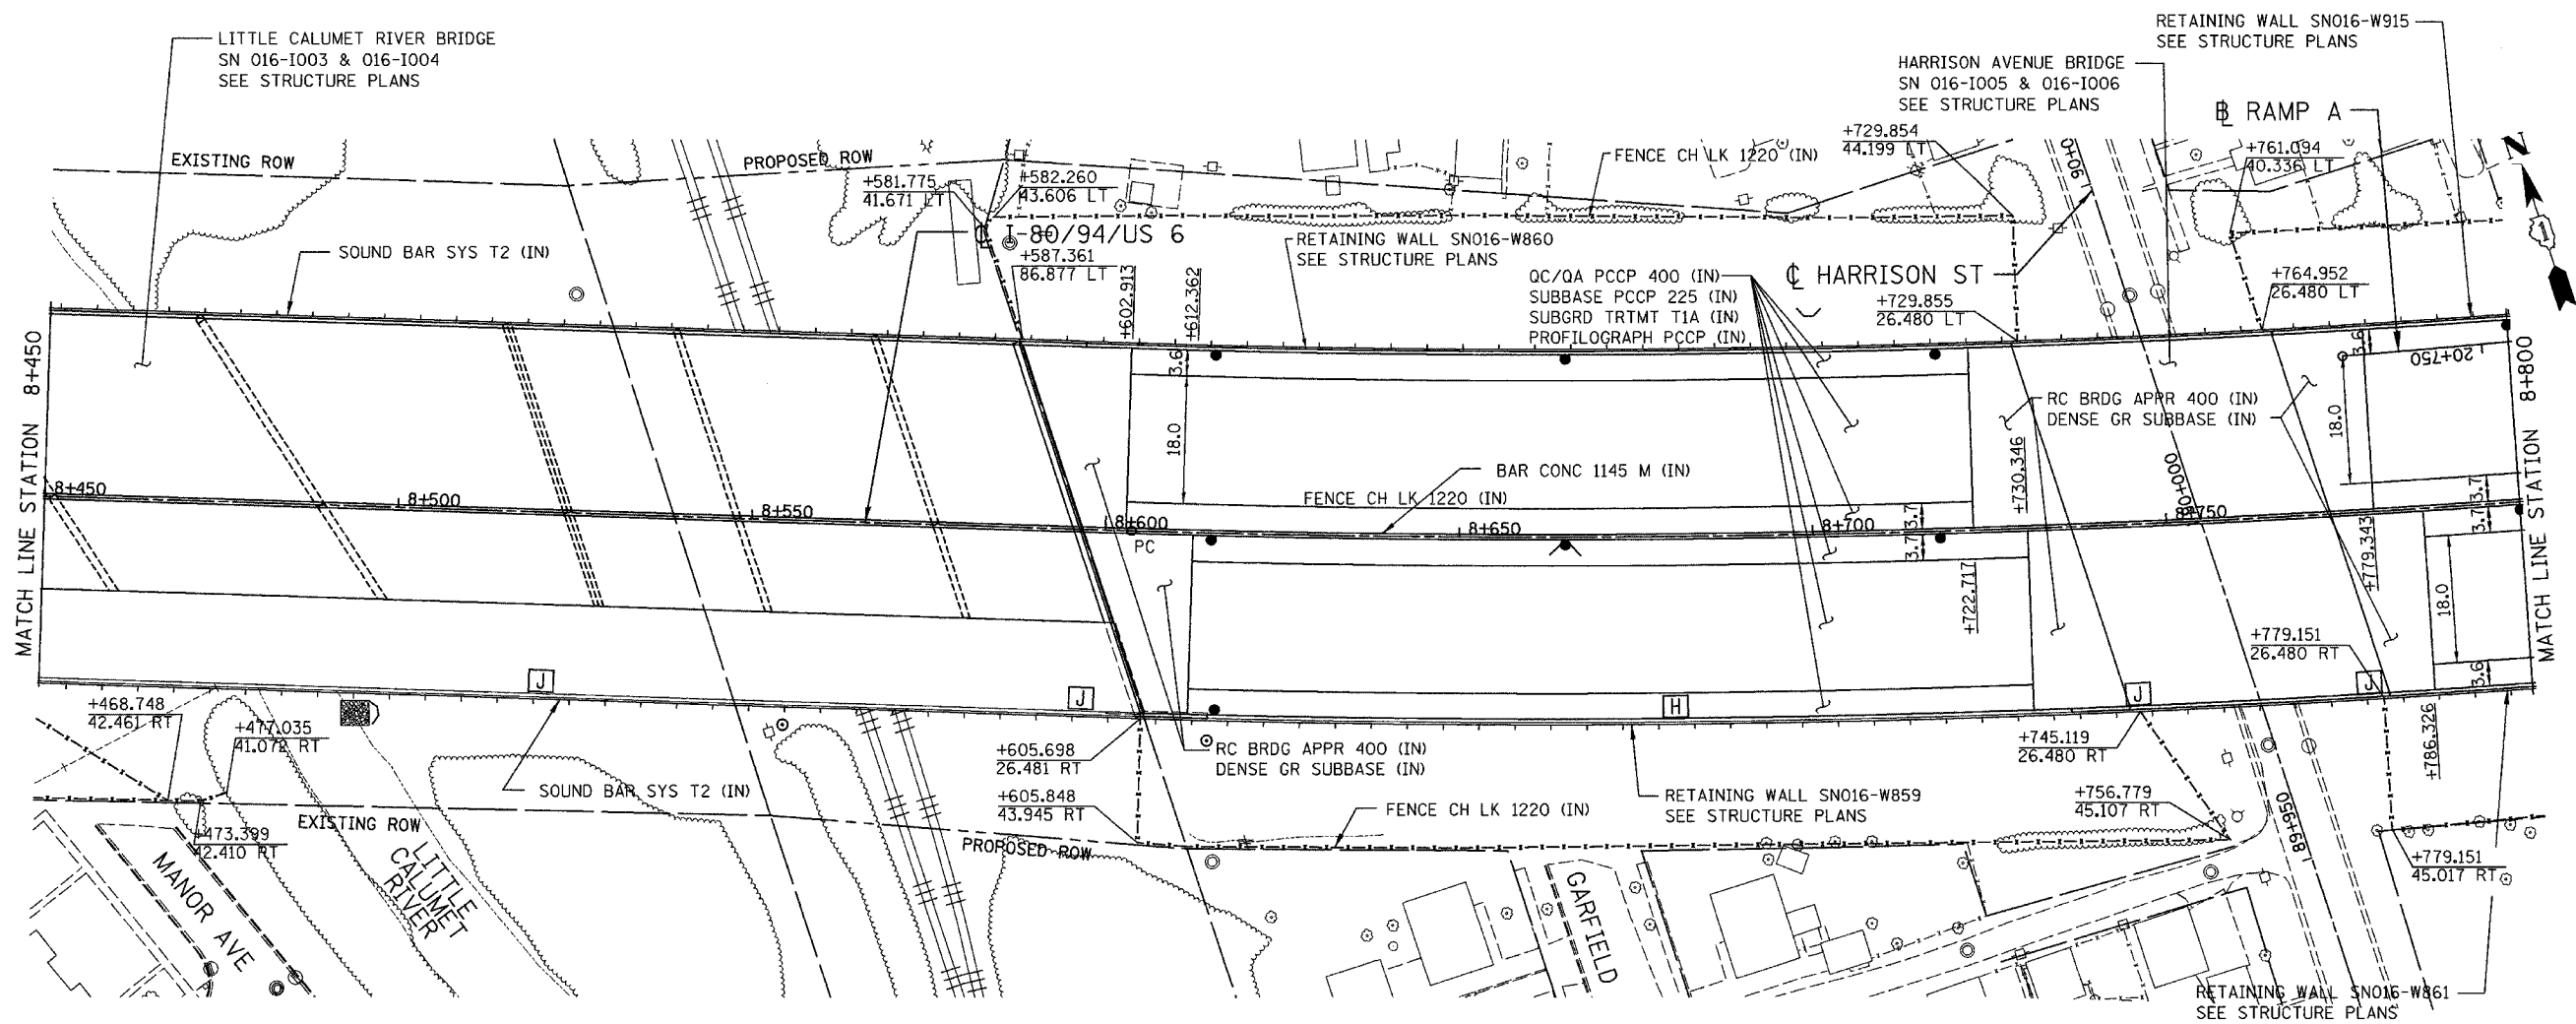 LITTLE CALUMET RIVER BRIDGE
SN 016-I003 & 016-I004
SEE STRUCTURE PLANS
RETAINING WALL SN016-W915
SEE STRUCTURE PLANS
HARRISON AVENUE BRIDGE
SN 016-I005 & 016-I006
SEE STRUCTURE PLANS
RAMP A
N
1
EXISTING ROW
PROPOSED ROW
+581.775
41.671 LT
+582.260
43.606 LT
FENCE CH LK 1220 (IN)
+729.854
44.199 LT
+761.094
40.336 LT
SOUND BAR SYS T2 (IN)
I-80/94/US 6
+587.361
86.877 LT
+602.913
+612.362
RETAINING WALL SN016-W860
SEE STRUCTURE PLANS
QC/QA PCCP 400 (IN)
SUBBASE PCCP 225 (IN)
SUBGRD TRTMT T1A (IN)
PROFILOGRAPH PCCP (IN)
℄ HARRISON ST
+729.855
26.480 LT
+764.952
26.480 LT
MATCH LINE STATION 8+450
3.6
18.0
3.6
20+750
18.0
RC BRDG APPR 400 (IN)
DENSE GR SUBBASE (IN)
+730.346
MATCH LINE STATION 8+800
BAR CONC 1145 M (IN)
FENCE CH LK 1220 (IN)
8+450
8+500
8+550
8+600
8+650
8+700
8+750
PC
3.7
3.7
3.7
3.7
+722.717
+779.343
18.0
3.6
+779.151
26.480 RT
J
J
H
J
J
+468.748
42.461 RT
+477.035
41.072 RT
+473.399
42.410 RT
SOUND BAR SYS T2 (IN)
+605.698
26.481 RT
+605.848
43.945 RT
RC BRDG APPR 400 (IN)
DENSE GR SUBBASE (IN)
FENCE CH LK 1220 (IN)
RETAINING WALL SN016-W859
SEE STRUCTURE PLANS
+745.119
26.480 RT
+756.779
45.107 RT
+786.326
+779.151
45.017 RT
EXISTING ROW
PROPOSED ROW
MANOR AVE
LITTLE
CALUMET
RIVER
GARFIELD
69+950
RETAINING WALL SN016-W861
SEE STRUCTURE PLANS